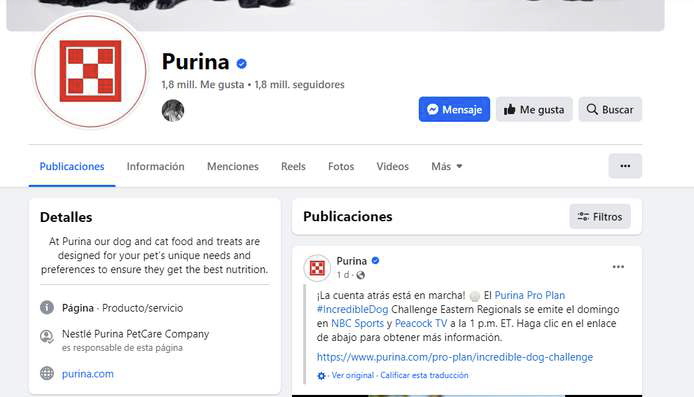 Purina
1,8 mill. Me gusta • 1,8 mill. seguidores
Mensaje
Me gusta
Buscar
Publicaciones
Información
Menciones
Reels
Fotos
Videos
Más
Detalles
At Purina our dog and cat food and treats are
designed for your pet's unique needs and
preferences to ensure they get the best nutrition.
Página · Producto/servicio
Nestlé Purina PetCare Company
es responsable de esta página
purina.com
Publicaciones
Filtros
Purina
1 d ·
¡La cuenta atrás está en marcha! El Purina Pro Plan
#IncredibleDog Challenge Eastern Regionals se emite el domingo
en NBC Sports y Peacock TV a la 1 p.m. ET. Haga clic en el enlace
de abajo para obtener más información.
https://www.purina.com/pro-plan/incredible-dog-challenge
· Ver original · Calificar esta traducción